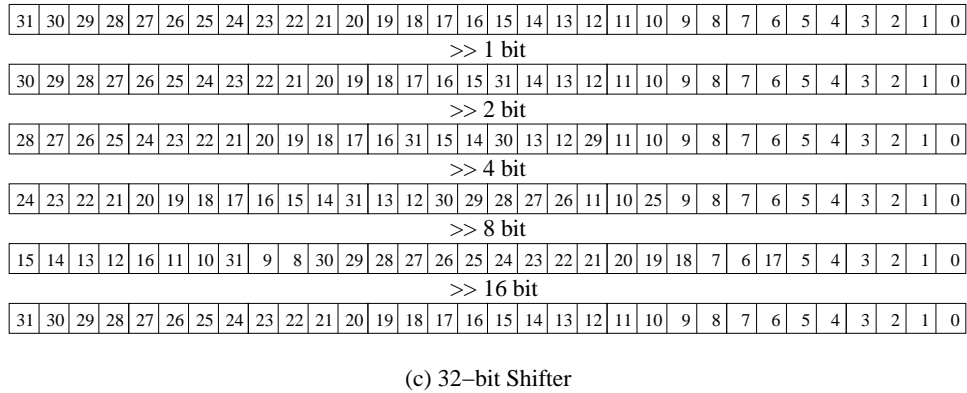 31 30 29 28 27 26 25 24 23 22 21 20 19 18 17 16 15 14 13 12 11 10 9 8 7 6 5 4 3 2 1 0
>> 1 bit
30 29 28 27 26 25 24 23 22 21 20 19 18 17 16 15 31 14 13 12 11 10 9 8 7 6 5 4 3 2 1 0
>> 2 bit
28 27 26 25 24 23 22 21 20 19 18 17 16 31 15 14 30 13 12 29 11 10 9 8 7 6 5 4 3 2 1 0
>> 4 bit
24 23 22 21 20 19 18 17 16 15 14 31 13 12 30 29 28 27 26 11 10 25 9 8 7 6 5 4 3 2 1 0
>> 8 bit
15 14 13 12 16 11 10 31 9 8 30 29 28 27 26 25 24 23 22 21 20 19 18 7 6 17 5 4 3 2 1 0
>> 16 bit
31 30 29 28 27 26 25 24 23 22 21 20 19 18 17 16 15 14 13 12 11 10 9 8 7 6 5 4 3 2 1 0
(c) 32−bit Shifter